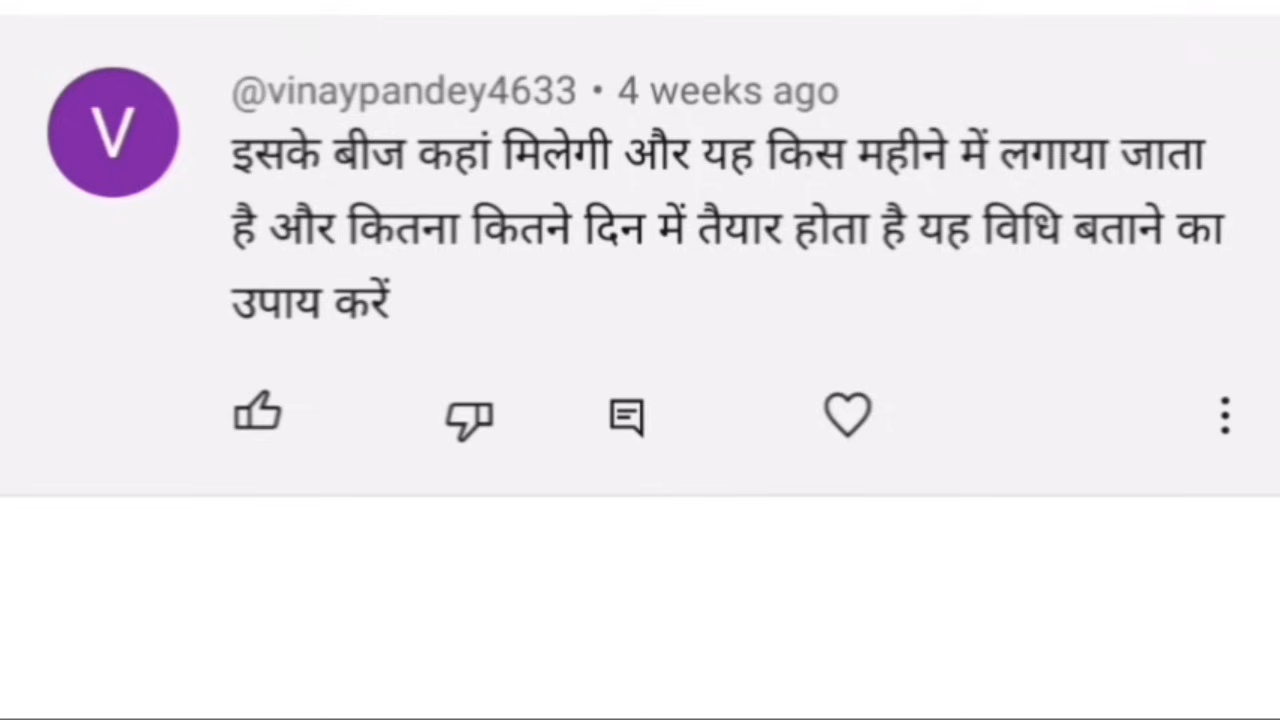 V
@vinaypandey4633 • 4 weeks ago
इसके बीज कहां मिलेगी और यह किस महीने में लगाया जाता
है और कितना कितने दिन में तैयार होता है यह विधि बताने का
उपाय करें